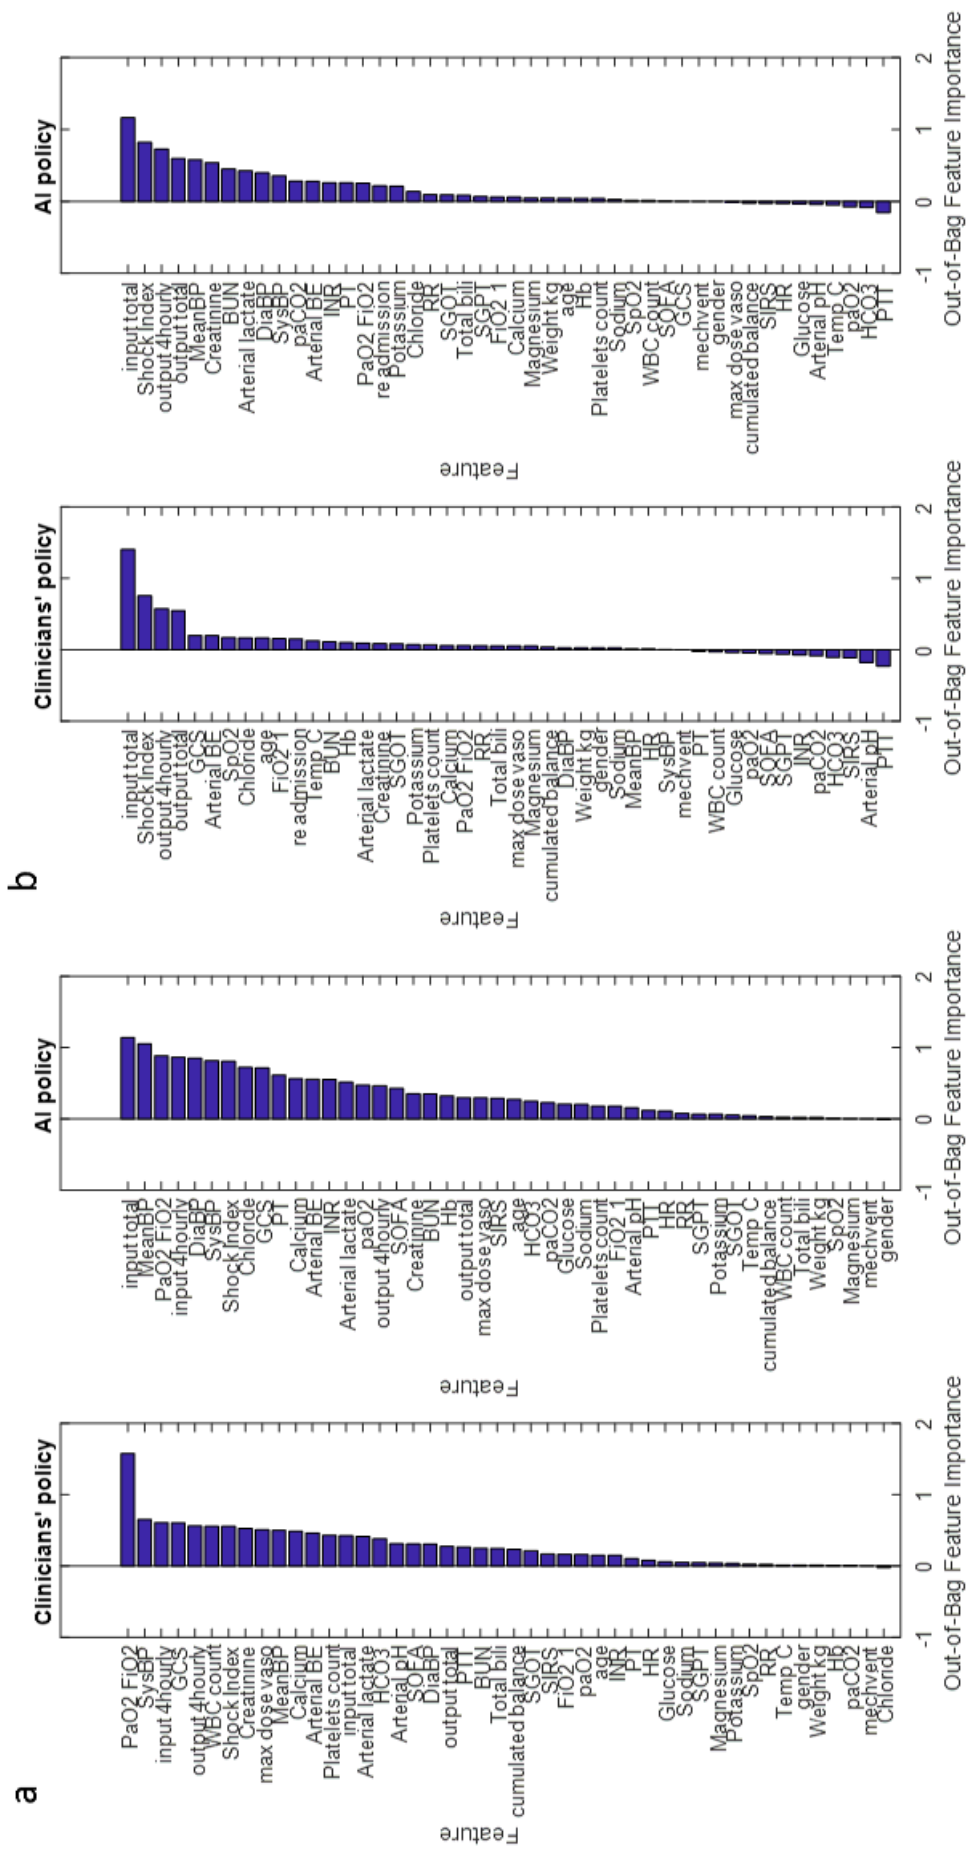 a
Clinicians' policy
Feature
PaO2 FiO2
SysBP
input 4hourly
GCS
output 4hourly
WBC count
Shock Index
Creatinine
max dose vaso
MeanBP
Calcium
Arterial BE
Platelets count
input total
Arterial lactate
HCO3
Arterial pH
SOFA
DiaBP
output total
PTT
BUN
Total bili
cumulated balance
SGOT
SIRS
FiO2 1
paO2
age
INR
PT
HR
Glucose
Sodium
SGPT
Magnesium
Potassium
SpO2
RR
Temp C
gender
Weight kg
Hb
paCO2
mechvent
Chloride
-1 0 1 2
Out-of-Bag Feature Importance
AI policy
Feature
input total
MeanBP
PaO2 FiO2
input 4hourly
DiaBP
SysBP
Shock Index
Chloride
GCS
PT
Calcium
Arterial BE
INR
Arterial lactate
paO2
output 4hourly
SOFA
Creatinine
BUN
Hb
output total
max dose vaso
SIRS
age
HCO3
paCO2
Glucose
Sodium
Platelets count
FiO2 1
Arterial pH
PTT
HR
RR
SGPT
Potassium
SGOT
Temp C
cumulated balance
WBC count
Total bili
Weight kg
SpO2
Magnesium
mechvent
gender
-1 0 1 2
Out-of-Bag Feature Importance
b
Clinicians' policy
Feature
input total
Shock Index
output 4hourly
output total
GCS
Arterial BE
SpO2
Chloride
age
FiO2 1
re admission
Temp C
BUN
Hb
Arterial lactate
Creatinine
SGOT
Potassium
Platelets count
Calcium
PaO2 FiO2
RR
Total bili
max dose vaso
Magnesium
cumulated balance
DiaBP
Weight kg
gender
Sodium
MeanBP
HR
SysBP
mechvent
PT
WBC count
Glucose
paO2
SOFA
SGPT
INR
paCO2
HCO3
SIRS
Arterial pH
PTT
-1 0 1 2
Out-of-Bag Feature Importance
AI policy
Feature
input total
Shock Index
output 4hourly
output total
MeanBP
Creatinine
BUN
Arterial lactate
DiaBP
SysBP
paCO2
Arterial BE
INR
PT
PaO2 FiO2
re admission
Potassium
Chloride
RR
SGOT
Total bili
SGPT
FiO2 1
Calcium
Magnesium
Weight kg
age
Hb
Platelets count
Sodium
SpO2
WBC count
SOFA
GCS
mechvent
gender
max dose vaso
cumulated balance
SIRS
HR
Glucose
Arterial pH
Temp C
paO2
HCO3
PTT
-1 0 1 2
Out-of-Bag Feature Importance